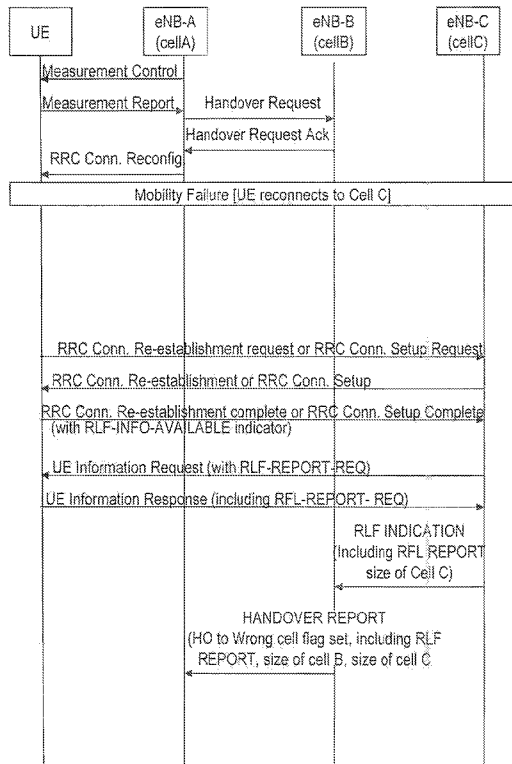 UE
eNB-A
(cellA)
eNB-B
(cellB)
eNB-C
(cellC)
Measurement Control
Measurement Report
Handover Request
Handover Request Ack
RRC Conn. Reconfig
Mobility Failure [UE reconnects to Cell C]
RRC Conn. Re-establishment request or RRC Conn. Setup Request
RRC Conn. Re-establishment or RRC Conn. Setup
RRC Conn. Re-establishment complete or RRC Conn. Setup Complete
(with RLF-INFO-AVAILABLE indicator)
UE Information Request (with RLF-REPORT-REQ)
UE Information Response (including RFL-REPORT- REQ)
RLF INDICATION
(Including RFL REPORT
size of Cell C)
HANDOVER REPORT
(HO to Wrong cell flag set, including RLF
REPORT, size of cell B, size of cell C